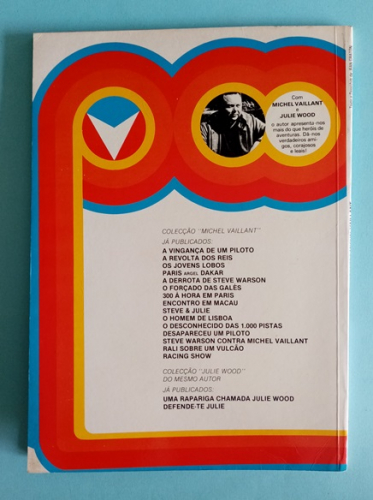 Com
MICHEL VAILLANT
e
JULIE WOOD
o autor apresenta-nos
mais do que heróis de
aventuras. Dá-nos
verdadeiros ami-
gos, corajosos
e leais!
COLECÇÃO "MICHEL VAILLANT"
JÁ PUBLICADOS:
A VINGANÇA DE UM PILOTO
A REVOLTA DOS REIS
OS JOVENS LOBOS
PARIS ARGEL DAKAR
A DERROTA DE STEVE WARSON
O FORÇADO DAS GALÉS
300 À HORA EM PARIS
ENCONTRO EM MACAU
STEVE & JULIE
O HOMEM DE LISBOA
O DESCONHECIDO DAS 1.000 PISTAS
DESAPARECEU UM PILOTO
STEVE WARSON CONTRA MICHEL VAILLANT
RALI SOBRE UM VULCÃO
RACING SHOW
COLECÇÃO "JULIE WOOD"
DO MESMO AUTOR
JÁ PUBLICADOS:
UMA RAPARIGA CHAMADA JULIE WOOD
DEFENDE-TE JULIE